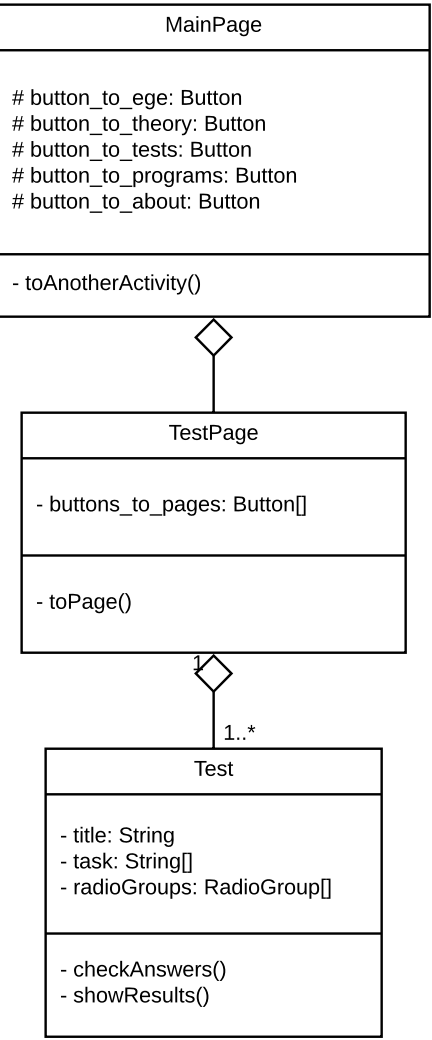 MainPage
# button_to_ege: Button
# button_to_theory: Button
# button_to_tests: Button
# button_to_programs: Button
# button_to_about: Button
- toAnotherActivity()
TestPage
- buttons_to_pages: Button[]
- toPage()
1
1..*
Test
- title: String
- task: String[]
- radioGroups: RadioGroup[]
- checkAnswers()
- showResults()